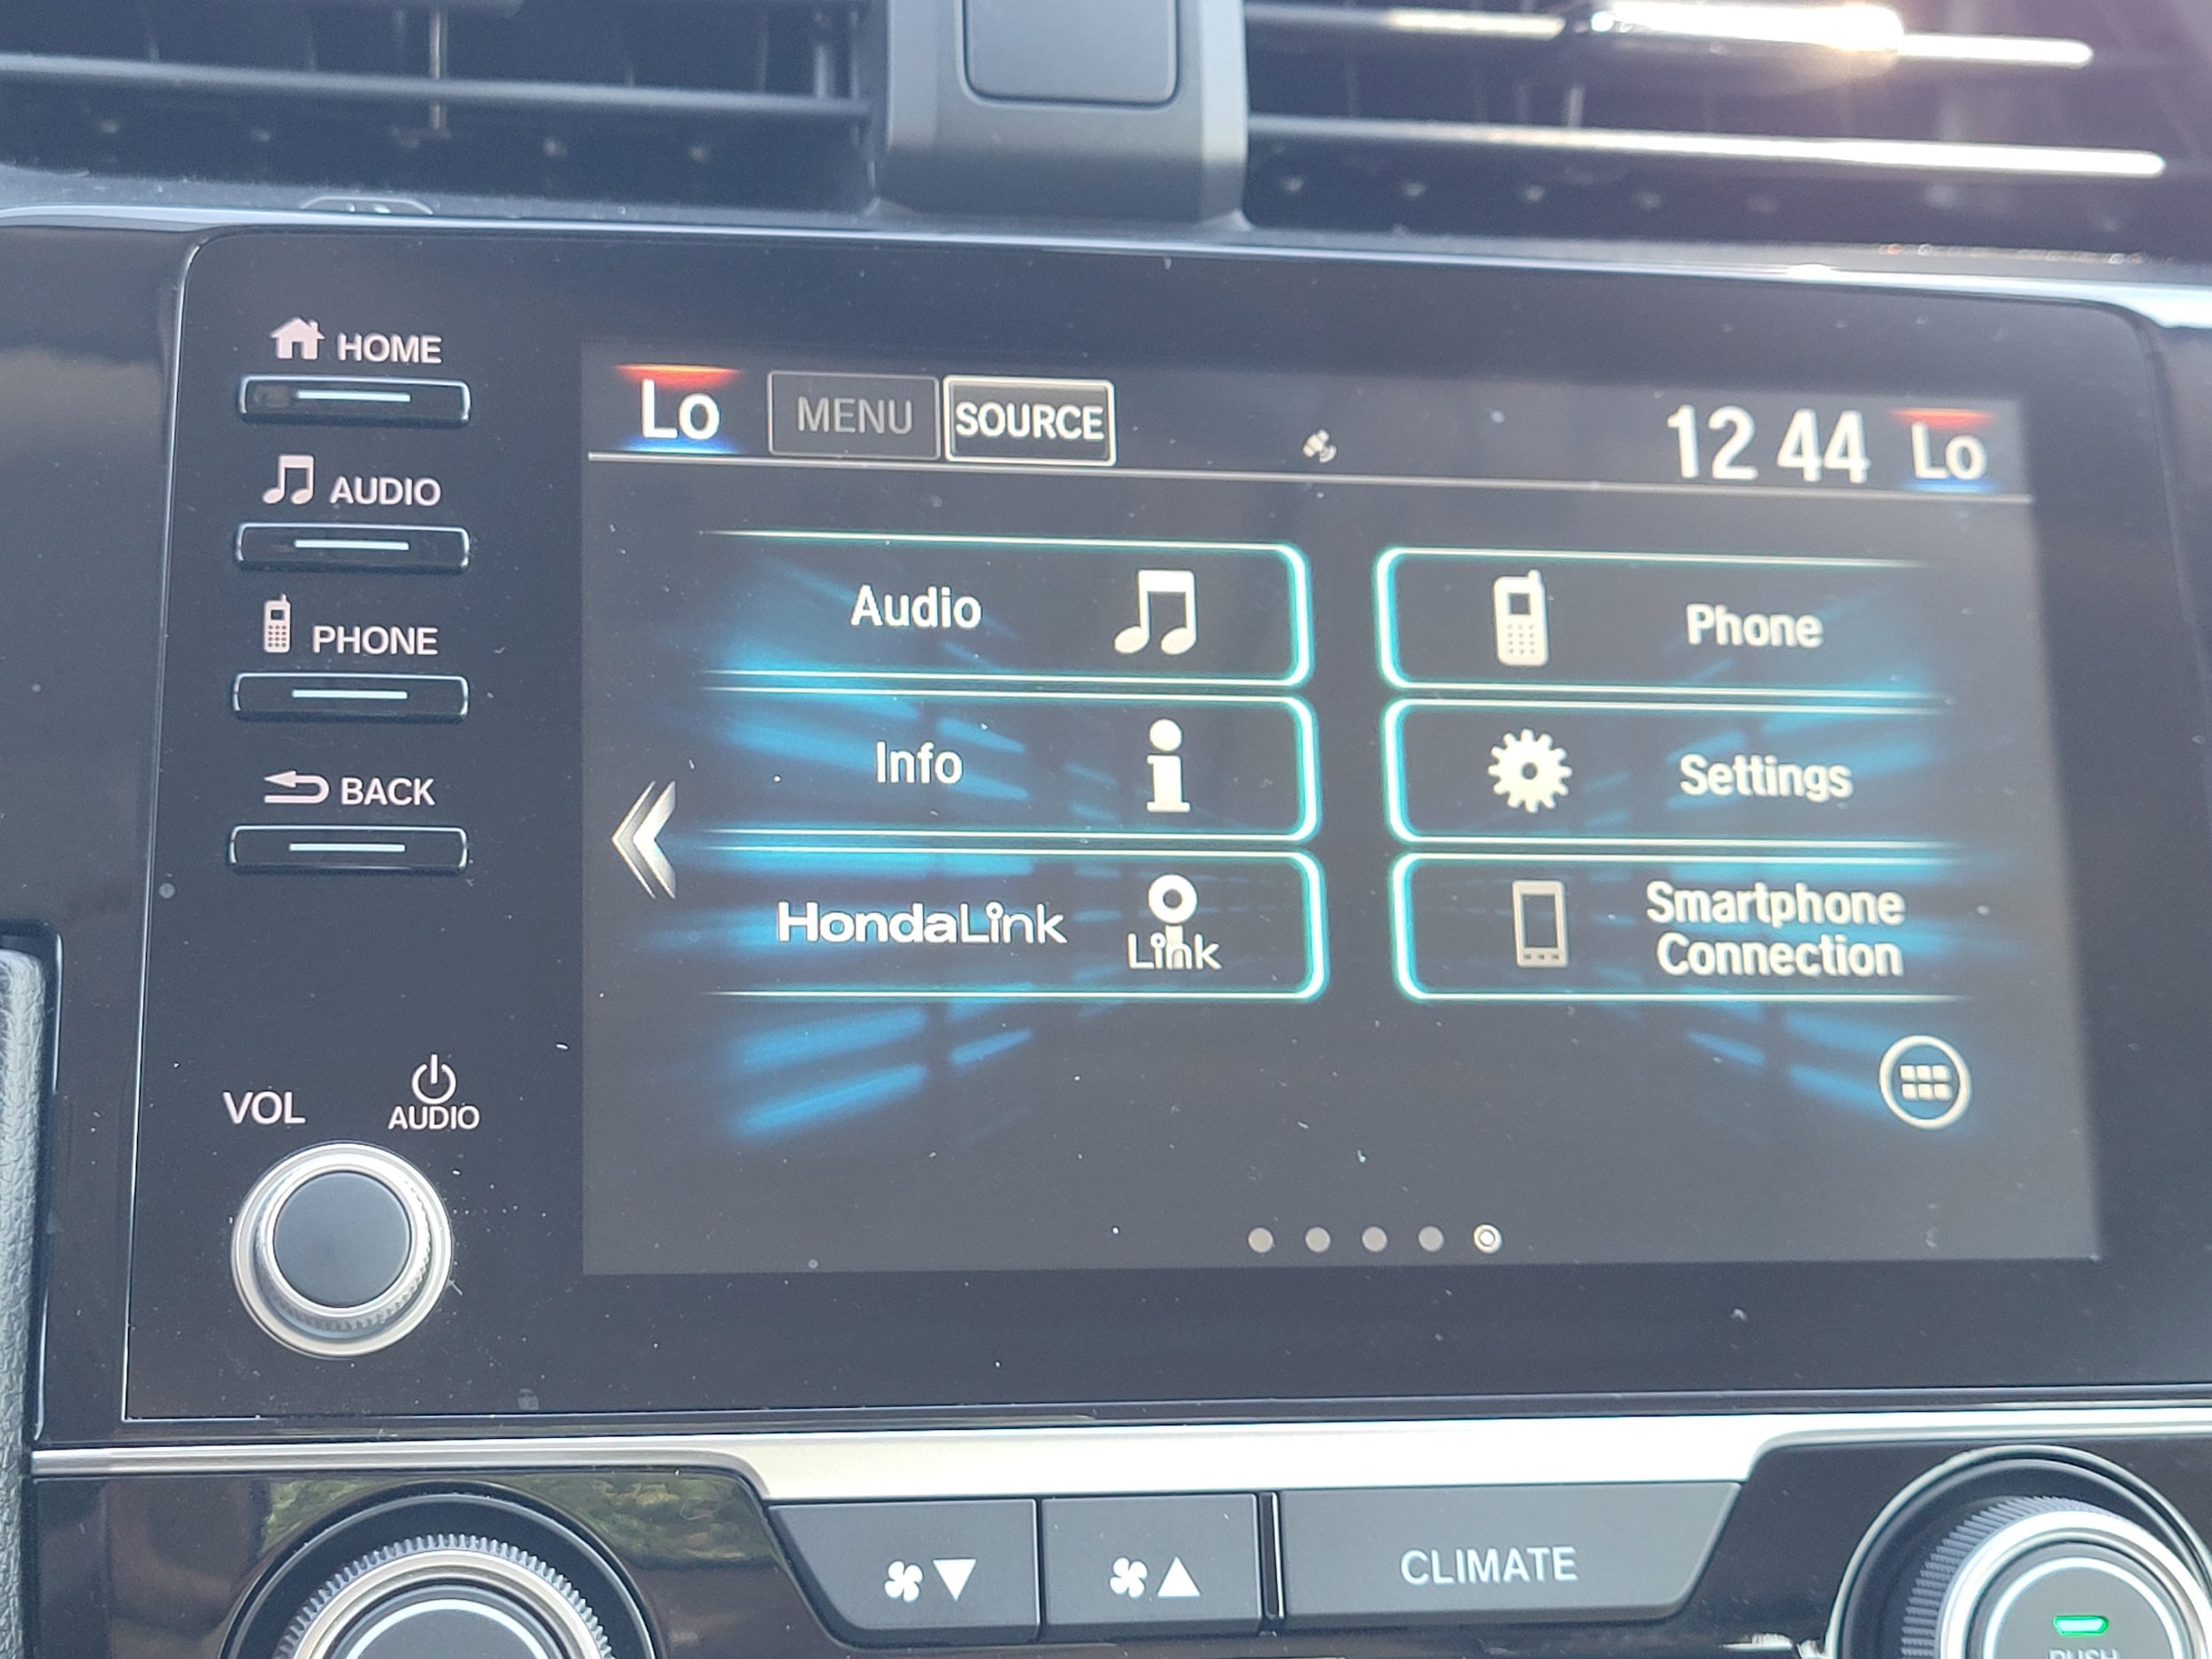 HOME
AUDIO
PHONE
BACK
VOL
AUDIO
Lo
MENU
SOURCE
12 44
Lo
Audio
Phone
Info
Settings
HondaLink
Link
Smartphone
Connection
CLIMATE
PUSH